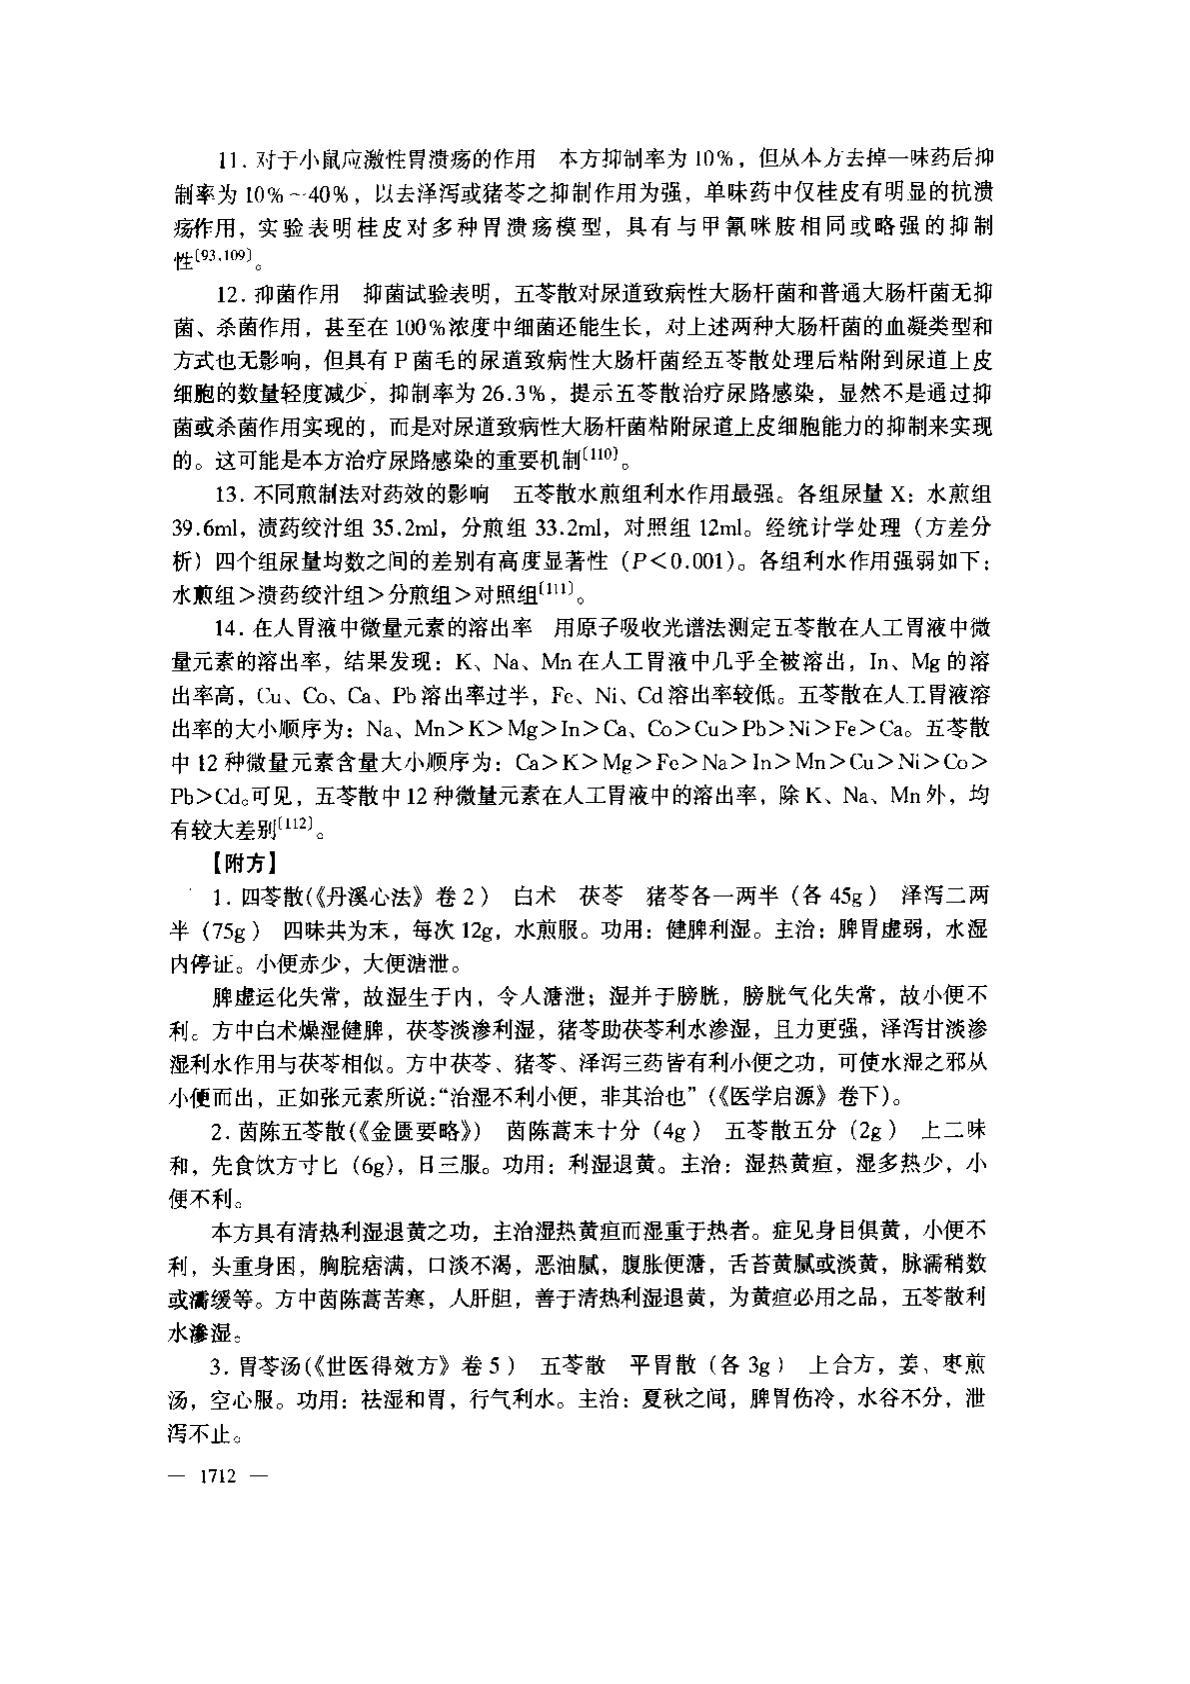 11. 对于小鼠应激性胃溃疡的作用　本方抑制率为 10%，但从本方去掉一味药后抑
制率为 10%～40%，以去泽泻或猪苓之抑制作用为强，单味药中仅桂皮有明显的抗溃
疡作用，实验表明桂皮对多种胃溃疡模型，具有与甲氰咪胺相同或略强的抑制
性〔93,109〕。
12. 抑菌作用　抑菌试验表明，五苓散对尿道致病性大肠杆菌和普通大肠杆菌无抑
菌、杀菌作用，甚至在 100%浓度中细菌还能生长，对上述两种大肠杆菌的血凝类型和
方式也无影响，但具有 P 菌毛的尿道致病性大肠杆菌经五苓散处理后粘附到尿道上皮
细胞的数量轻度减少，抑制率为 26.3%，提示五苓散治疗尿路感染，显然不是通过抑
菌或杀菌作用实现的，而是对尿道致病性大肠杆菌粘附尿道上皮细胞能力的抑制来实现
的。这可能是本方治疗尿路感染的重要机制〔110〕。
13. 不同煎制法对药效的影响　五苓散水煎组利水作用最强。各组尿量 X：水煎组
39.6ml，渍药绞汁组 35.2ml，分煎组 33.2ml，对照组 12ml。经统计学处理（方差分
析）四个组尿量均数之间的差别有高度显著性（P＜0.001）。各组利水作用强弱如下：
水煎组＞渍药绞汁组＞分煎组＞对照组〔111〕。
14. 在人胃液中微量元素的溶出率　用原子吸收光谱法测定五苓散在人工胃液中微
量元素的溶出率，结果发现：K、Na、Mn 在人工胃液中几乎全被溶出，In、Mg 的溶
出率高，Cu、Co、Ca、Pb 溶出率过半，Fe、Ni、Cd 溶出率较低。五苓散在人工胃液溶
出率的大小顺序为：Na、Mn＞K＞Mg＞In＞Ca、Co＞Cu＞Pb＞Ni＞Fe＞Ca。五苓散
中 12 种微量元素含量大小顺序为：Ca＞K＞Mg＞Fe＞Na＞In＞Mn＞Cu＞Ni＞Co＞
Pb＞Cd。可见，五苓散中 12 种微量元素在人工胃液中的溶出率，除 K、Na、Mn 外，均
有较大差别〔112〕。
【附方】
1. 四苓散(《丹溪心法》卷 2）　白术　茯苓　猪苓各一两半（各 45g）　泽泻二两
半（75g）　四味共为末，每次 12g，水煎服。功用：健脾利湿。主治：脾胃虚弱，水湿
内停证。小便赤少，大便溏泄。
脾虚运化失常，故湿生于内，令人溏泄；湿并于膀胱，膀胱气化失常，故小便不
利。方中白术燥湿健脾，茯苓淡渗利湿，猪苓助茯苓利水渗湿，且力更强，泽泻甘淡渗
湿利水作用与茯苓相似。方中茯苓、猪苓、泽泻三药皆有利小便之功，可使水湿之邪从
小便而出，正如张元素所说：“治湿不利小便，非其治也”（《医学启源》卷下）。
2. 茵陈五苓散(《金匮要略》）　茵陈蒿末十分（4g）　五苓散五分（2g）　上二味
和，先食饮方寸匕（6g），日三服。功用：利湿退黄。主治：湿热黄疸，湿多热少，小
便不利。
本方具有清热利湿退黄之功，主治湿热黄疸而湿重于热者。症见身目俱黄，小便不
利，头重身困，胸脘痞满，口淡不渴，恶油腻，腹胀便溏，舌苔黄腻或淡黄，脉濡稍数
或濡缓等。方中茵陈蒿苦寒，人肝胆，善于清热利湿退黄，为黄疸必用之品，五苓散利
水渗湿。
3. 胃苓汤(《世医得效方》卷 5）　五苓散　平胃散（各 3g）　上合方，姜、枣煎
汤，空心服。功用：祛湿和胃，行气利水。主治：夏秋之间，脾胃伤冷，水谷不分，泄
泻不止。
— 1712 —